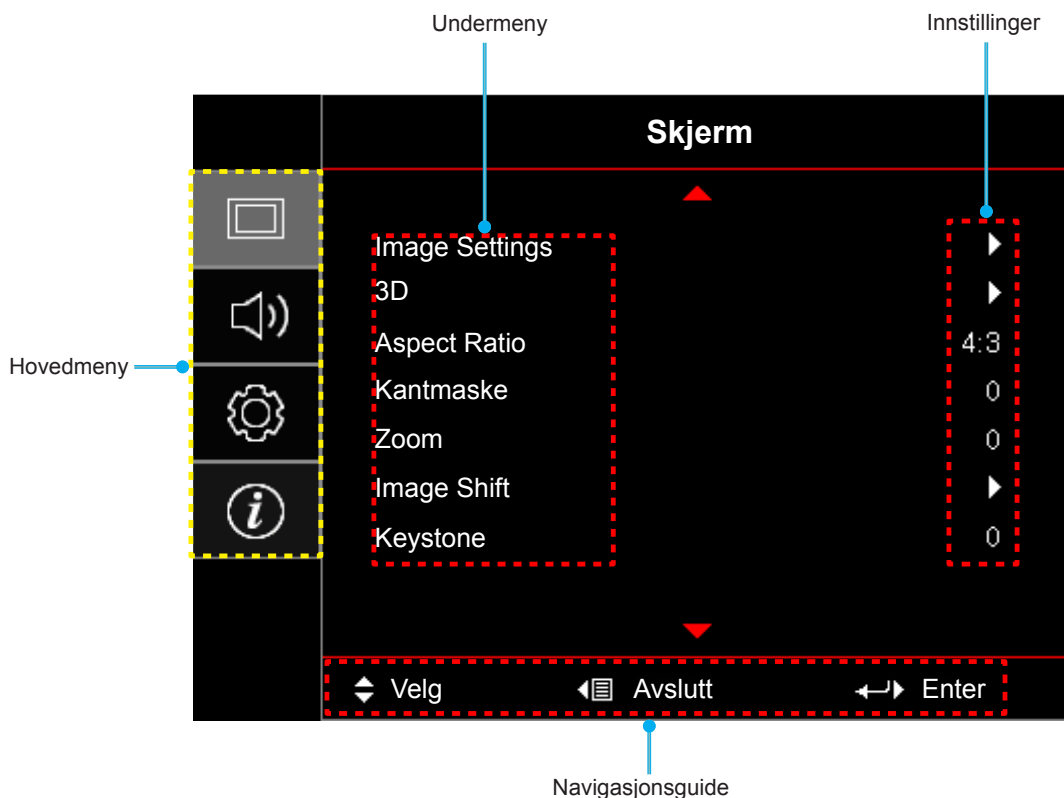 Undermeny
Innstillinger
Skjerm
Image Settings
3D
Aspect Ratio 4:3
Kantmaske 0
Zoom 0
Image Shift
Keystone 0
Hovedmeny
Velg Avslutt Enter
Navigasjonsguide